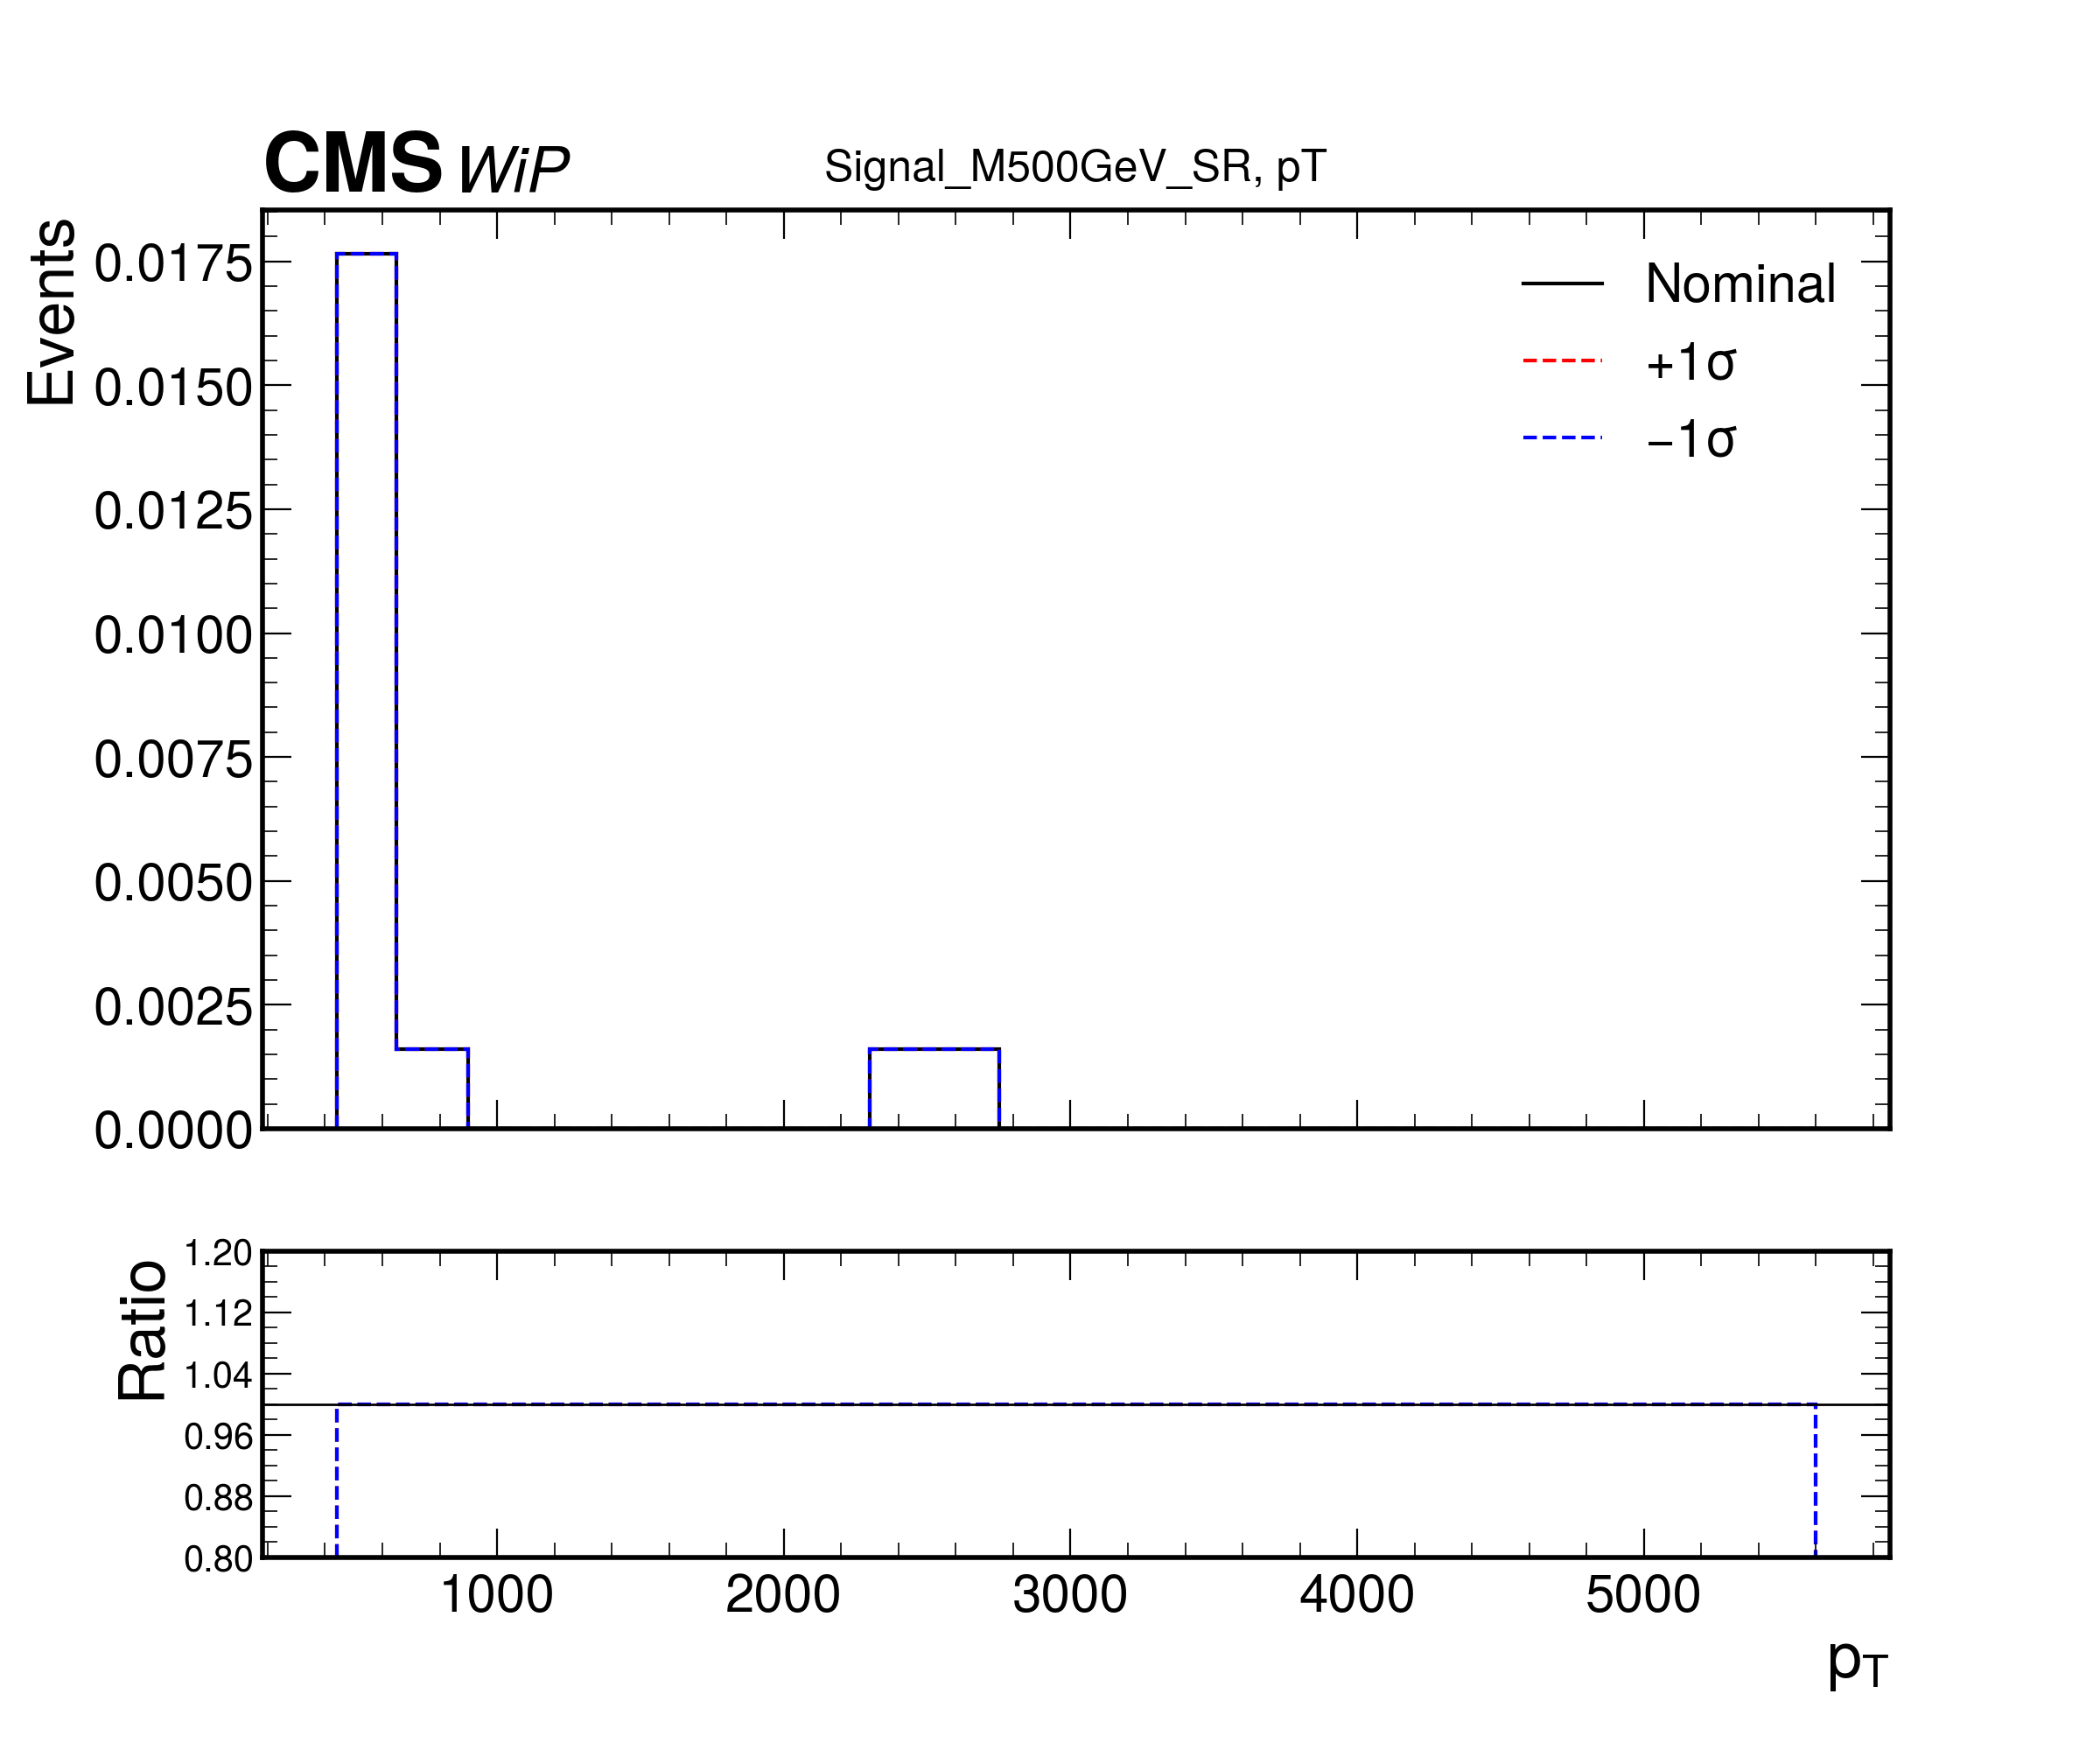 CMS WiP
Signal_M500GeV_SR, pT
Events
0.0175
0.0150
0.0125
0.0100
0.0075
0.0050
0.0025
0.0000
Nominal
+1σ
−1σ
Ratio
1.20
1.12
1.04
0.96
0.88
0.80
1000 2000 3000 4000 5000
pT